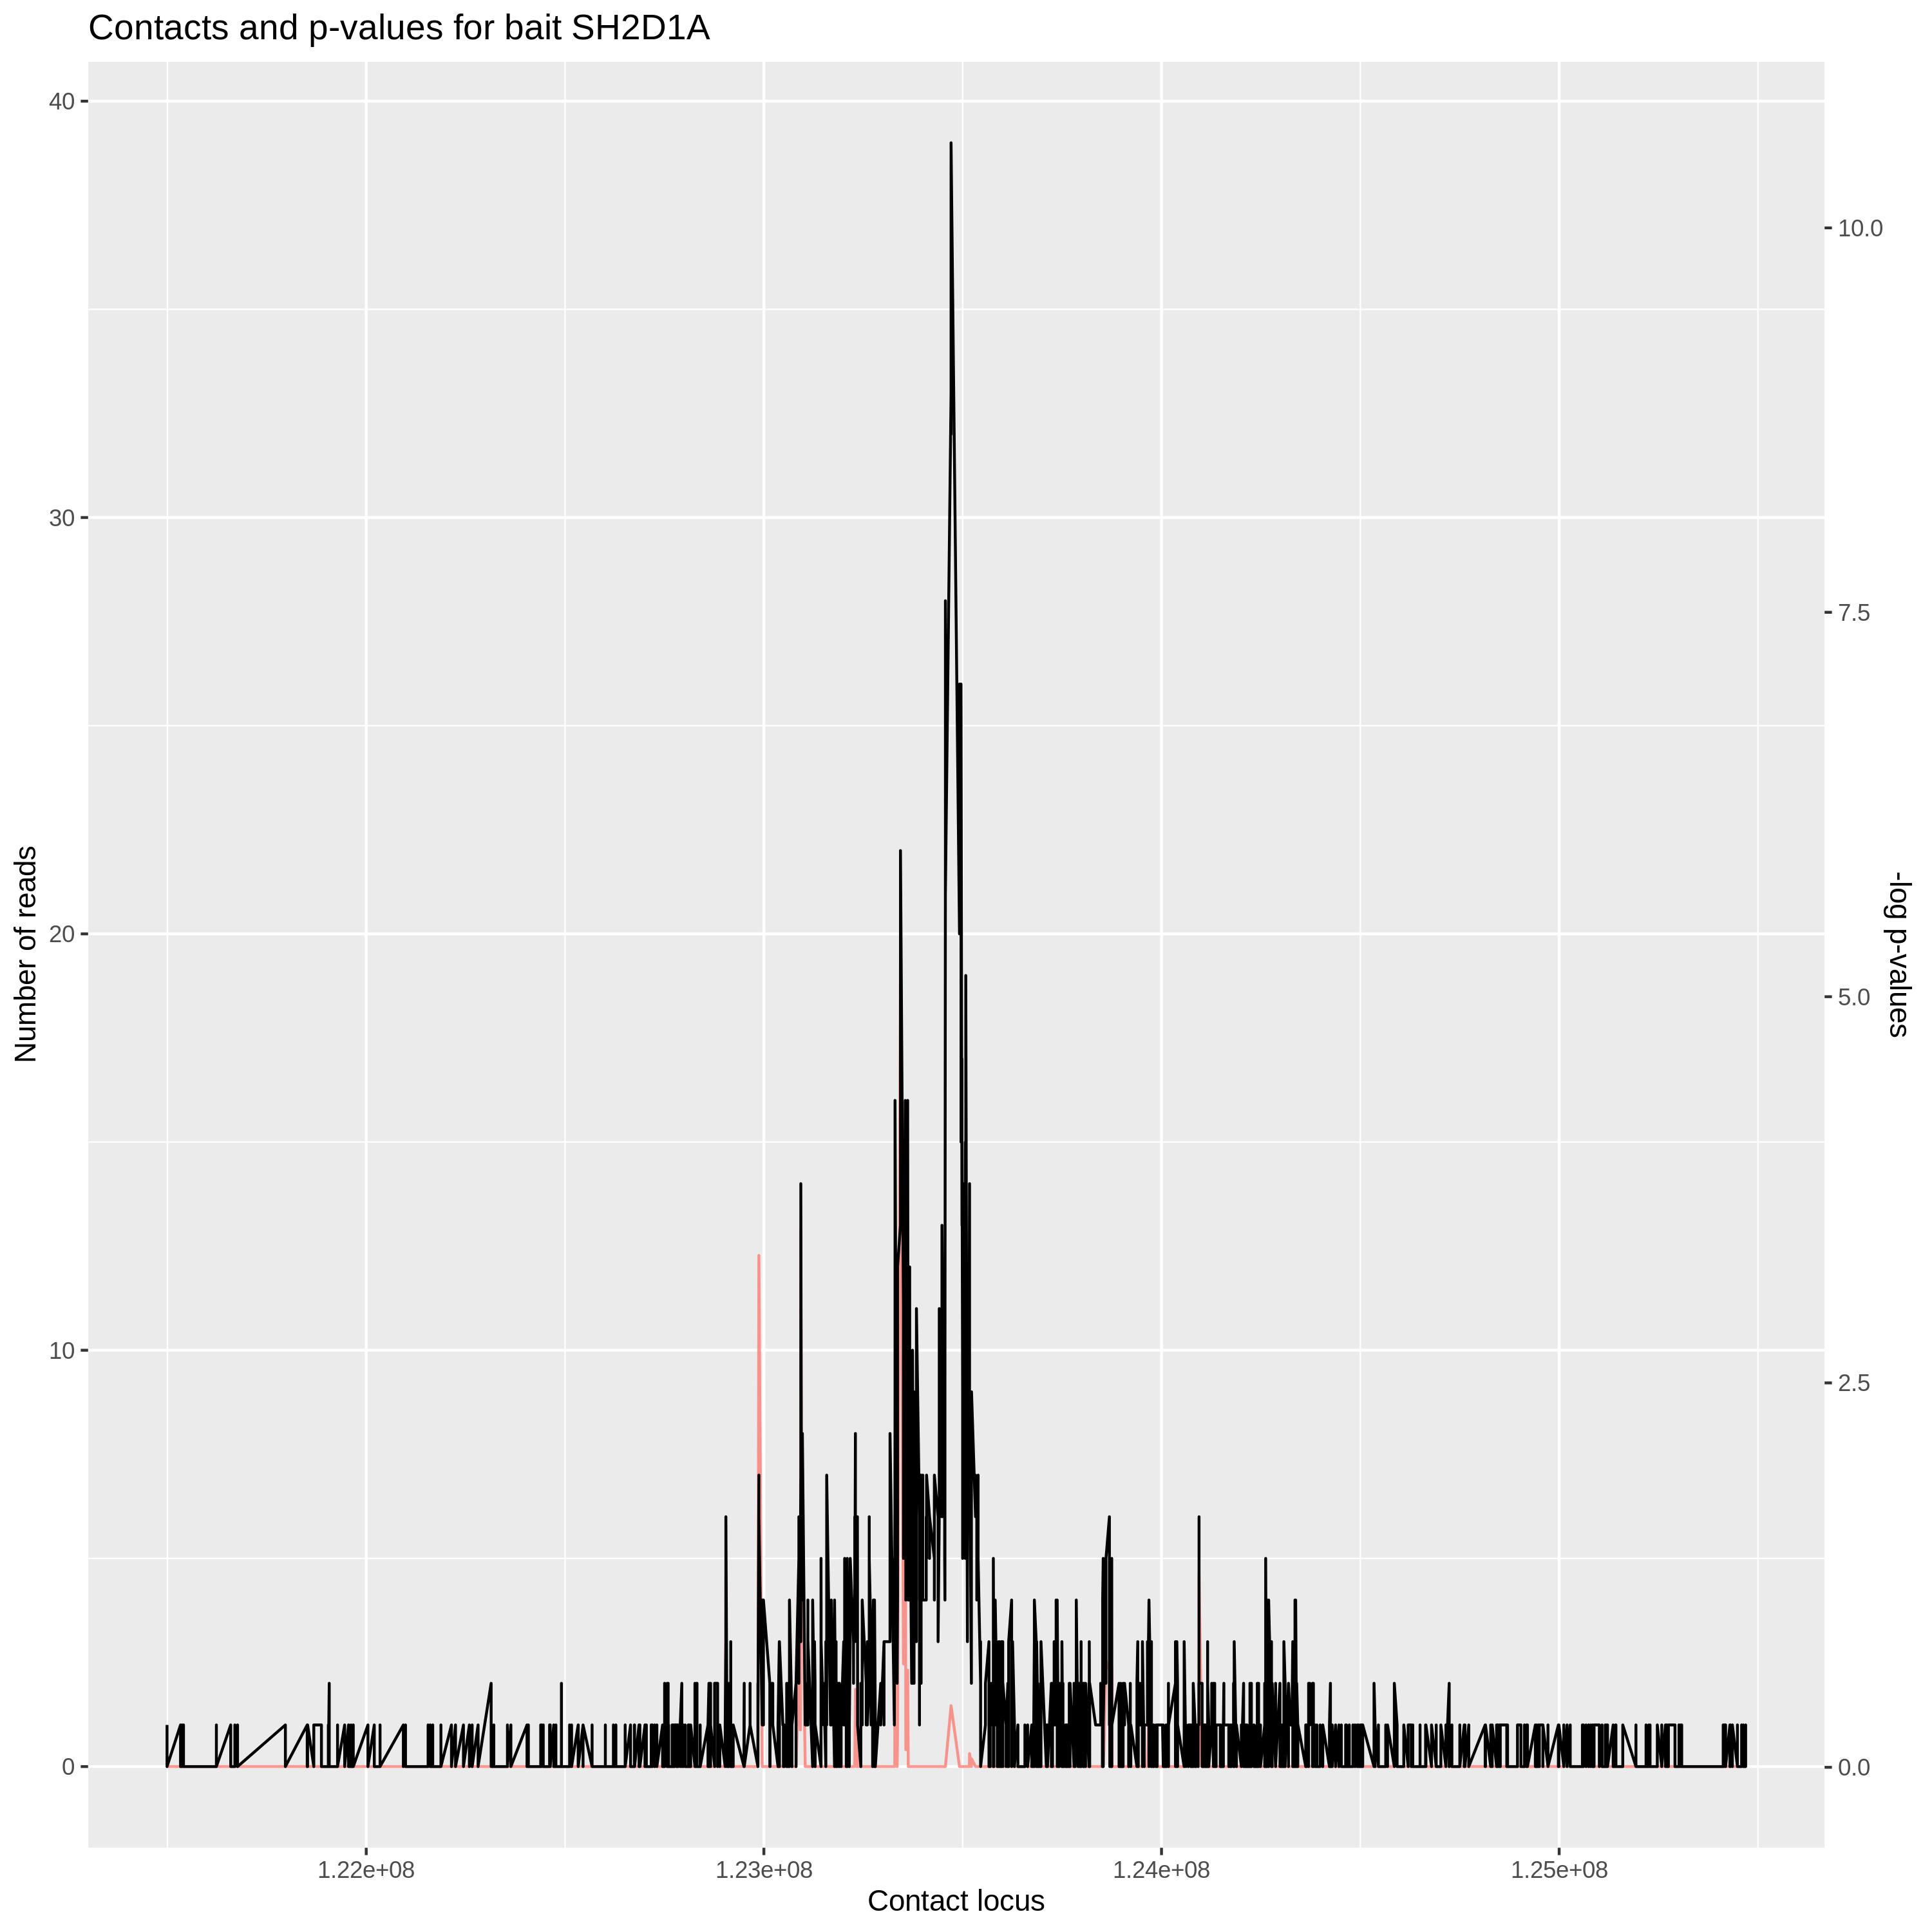 Contacts and p-values for bait SH2D1A
40
30
20
10
0
Number of reads
10.0
7.5
5.0
2.5
0.0
-log p-values
1.22e+08
1.23e+08
1.24e+08
1.25e+08
Contact locus